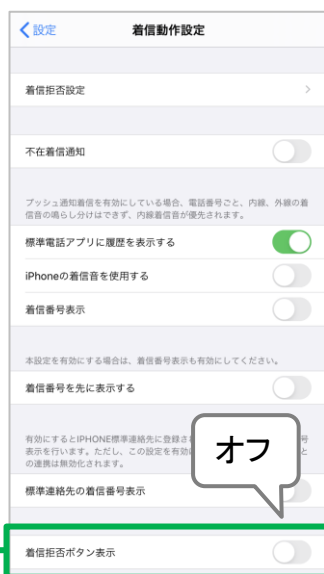 設定
着信動作設定
着信拒否設定
不在着信通知
プッシュ通知着信を有効にしている場合、電話番号ごと、内線、外線の着
信音の鳴らし分けはできず、内線着信音が優先されます。
標準電話アプリに履歴を表示する
iPhoneの着信音を使用する
着信番号表示
本設定を有効にする場合は、着信番号表示も有効にしてください。
着信番号を先に表示する
有効にするとIPHONE標準連絡先に登録さ
号
表示を行います。ただし、この設定を有効
と
の連携は無効化されます。
オフ
標準連絡先の着信番号表示
着信拒否ボタン表示